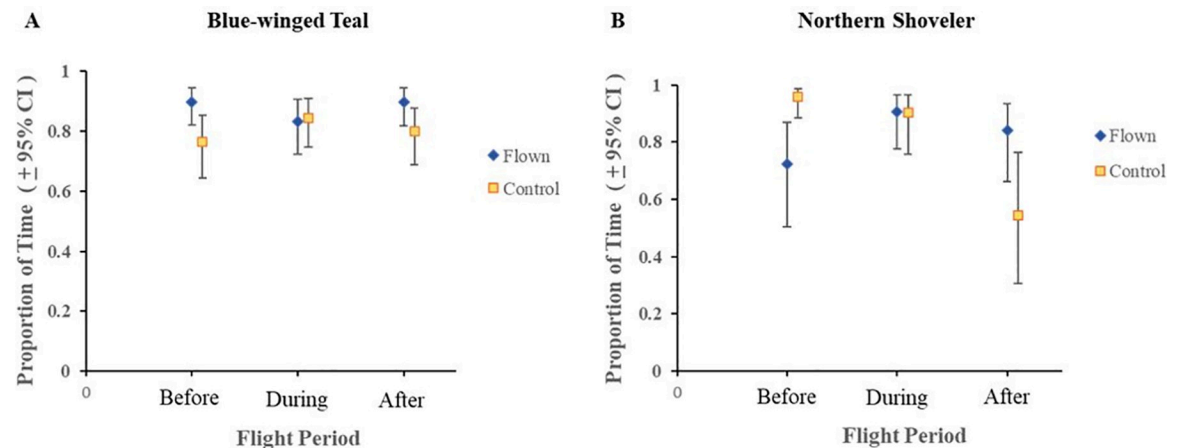 A
Blue-winged Teal
Proportion of Time ( ± 95% CI )
1
0.8
0.6
0.4
0.2
0
0
Before
During
After
Flight Period
Flown
Control
B
Northern Shoveler
Proportion of Time ( ± 95% CI )
1
0.8
0.6
0.4
0.2
0
0
Before
During
After
Flight Period
Flown
Control